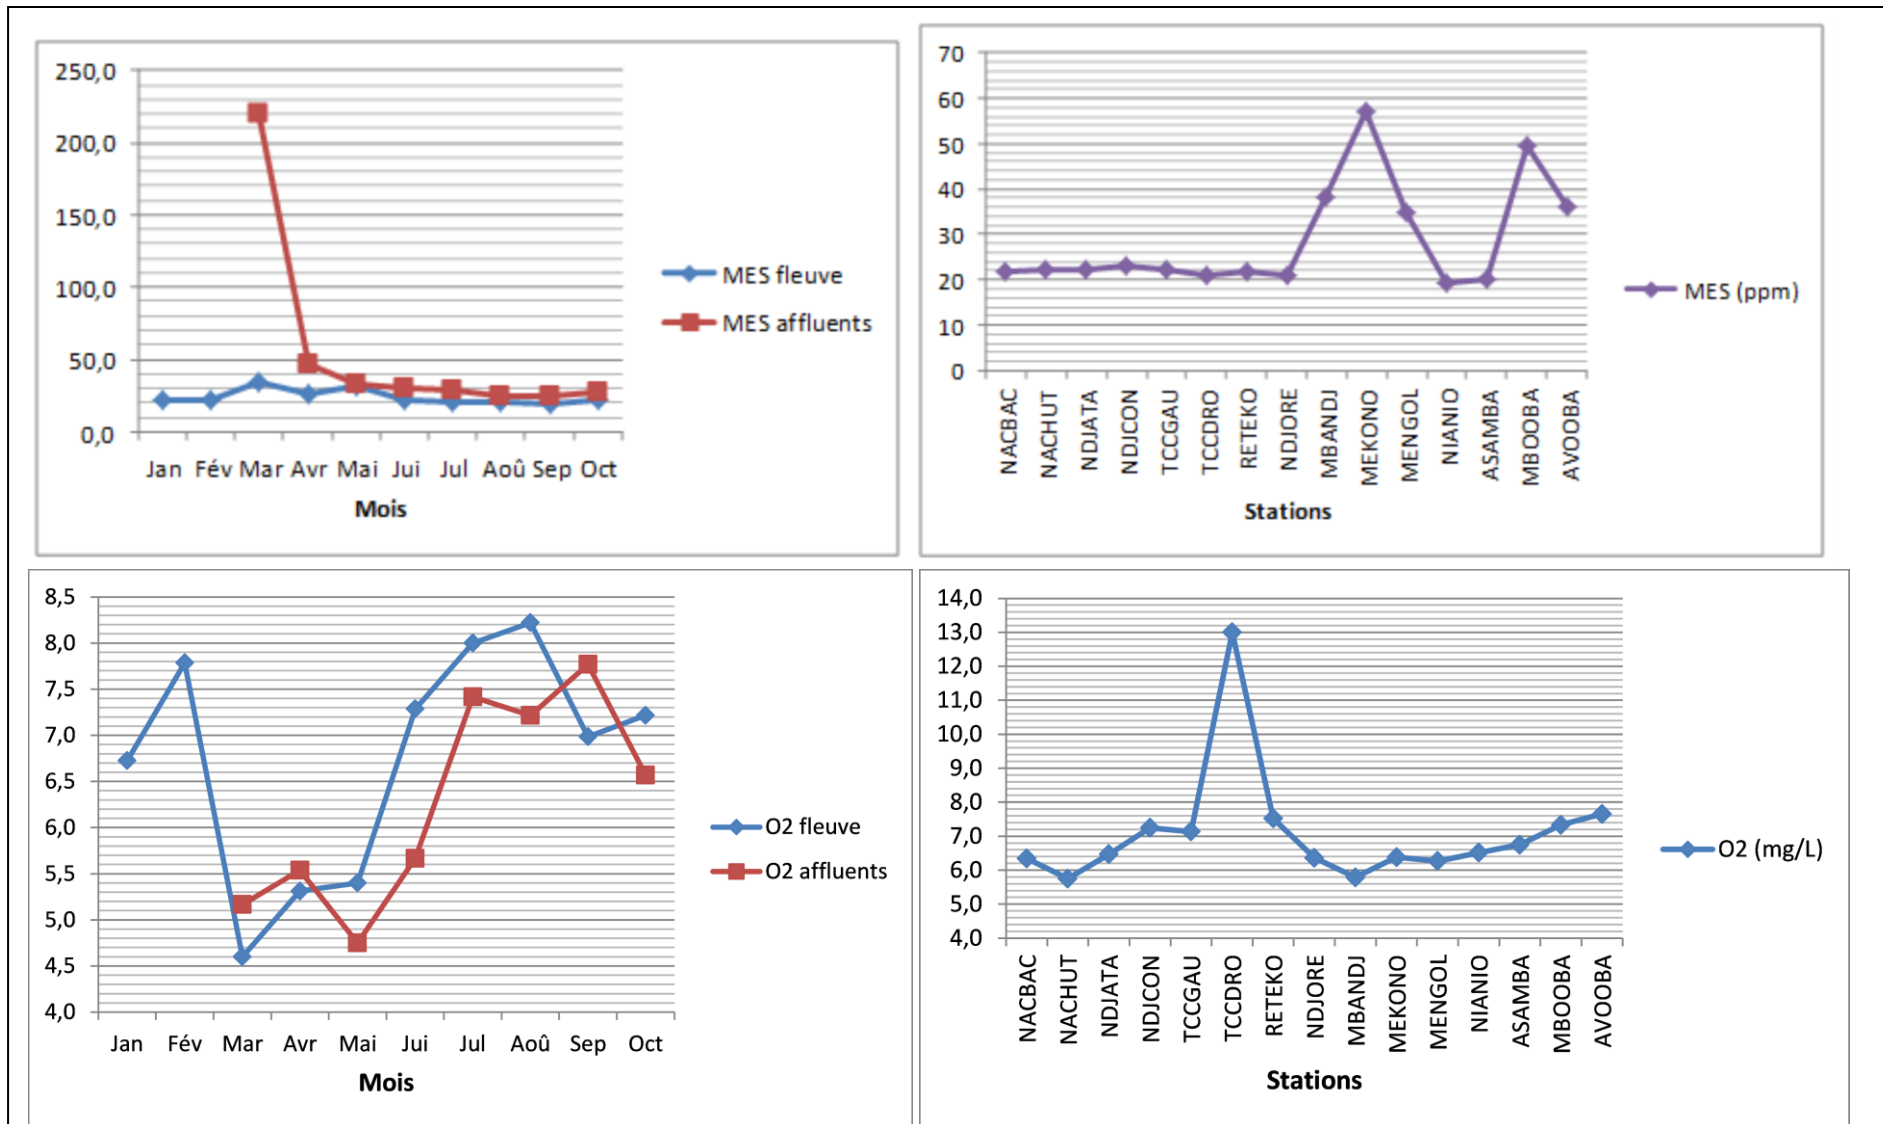 250,0
200,0
150,0
100,0
50,0
0,0
Jan Fév Mar Avr Mai Jui Jul Aoû Sep Oct
Mois
MES fleuve
MES affluents
70
60
50
40
30
20
10
0
NACBAC
NACHUT
NDJATA
NDJCON
TCCGAU
TCCDRO
RETEKO
NDJORE
MBANDJ
MEKONO
MENGOL
NIANIO
ASAMBA
MBOOBA
AVOOBA
Stations
MES (ppm)
8,5
8,0
7,5
7,0
6,5
6,0
5,5
5,0
4,5
4,0
Jan Fév Mar Avr Mai Jui Jul Aoû Sep Oct
Mois
O2 fleuve
O2 affluents
14,0
13,0
12,0
11,0
10,0
9,0
8,0
7,0
6,0
5,0
4,0
NACBAC
NACHUT
NDJATA
NDJCON
TCCGAU
TCCDRO
RETEKO
NDJORE
MBANDJ
MEKONO
MENGOL
NIANIO
ASAMBA
MBOOBA
AVOOBA
Stations
O2 (mg/L)